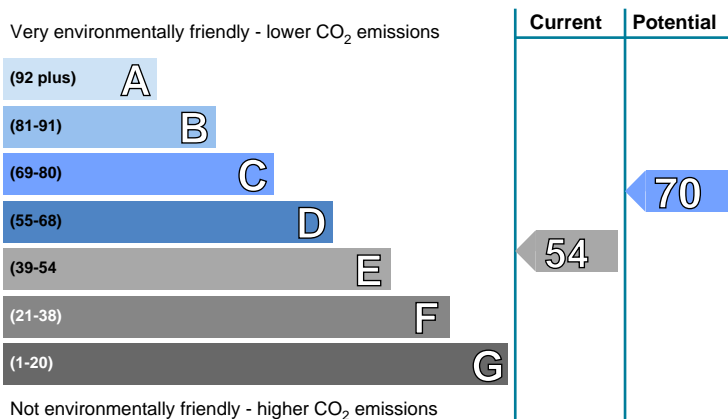 Very environmentally friendly - lower CO2 emissions
Current
Potential
(92 plus) A
(81-91) B
(69-80) C
70
(55-68) D
54
(39-54 E
(21-38) F
(1-20) G
Not environmentally friendly - higher CO2 emissions